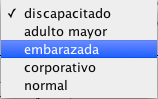 ✓ discapacitado
adulto mayor
embarazada
corporativo
normal